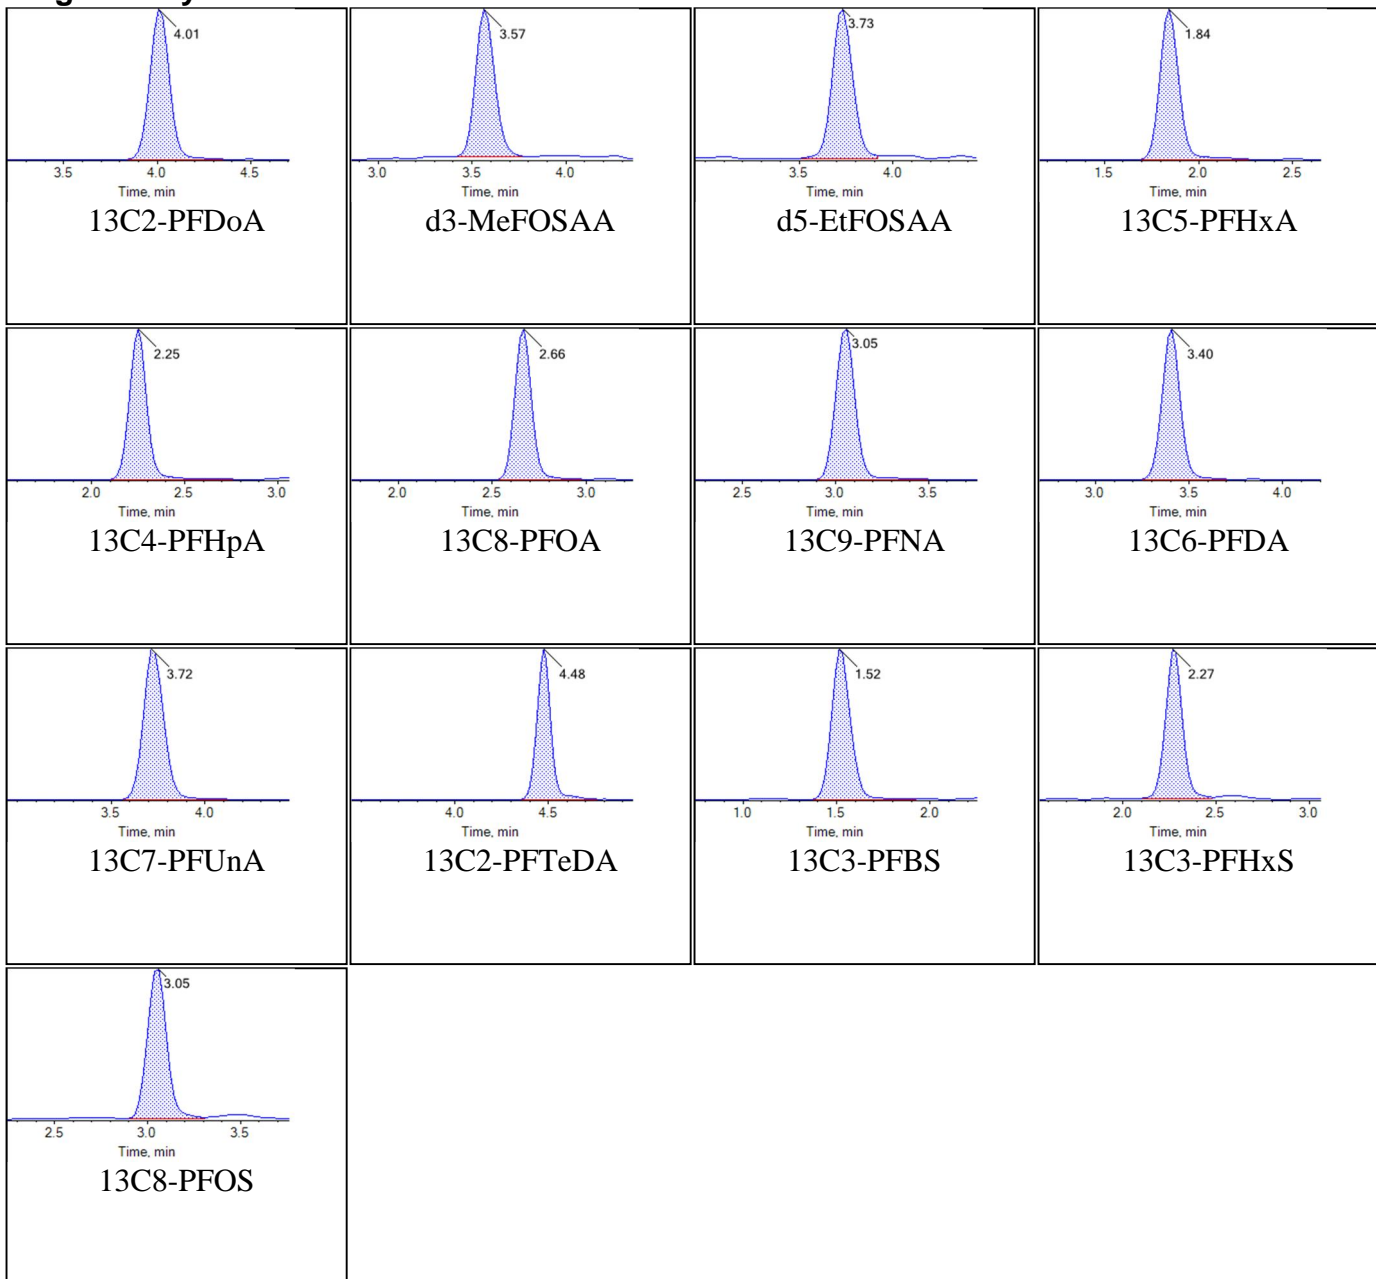 4.01
3.5 4.0 4.5
Time, min
13C2-PFDoA
3.57
3.0 3.5 4.0
Time, min
d3-MeFOSAA
3.73
3.5 4.0
Time, min
d5-EtFOSAA
1.84
1.5 2.0 2.5
Time, min
13C5-PFHxA
2.25
2.0 2.5 3.0
Time, min
13C4-PFHpA
2.66
2.0 2.5 3.0
Time, min
13C8-PFOA
3.05
2.5 3.0 3.5
Time, min
13C9-PFNA
3.40
3.0 3.5 4.0
Time, min
13C6-PFDA
3.72
3.5 4.0
Time, min
13C7-PFUnA
4.48
4.0 4.5
Time, min
13C2-PFTeDA
1.52
1.0 1.5 2.0
Time, min
13C3-PFBS
2.27
2.0 2.5 3.0
Time, min
13C3-PFHxS
3.05
2.5 3.0 3.5
Time, min
13C8-PFOS